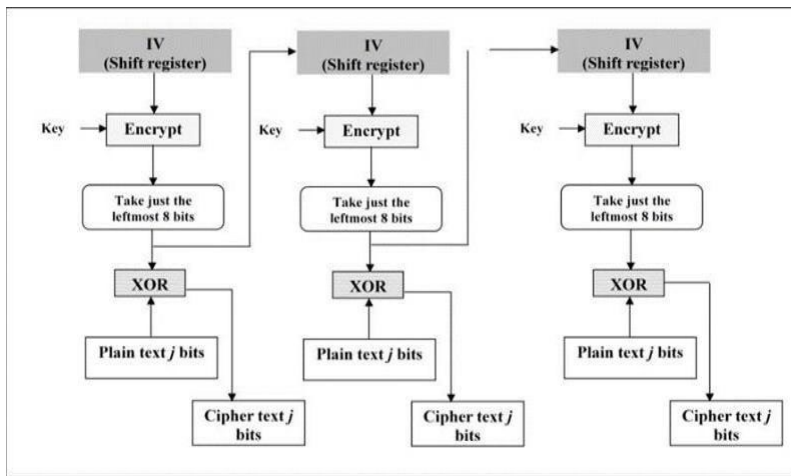 IV
(Shift register)
IV
(Shift register)
IV
(Shift register)
Key
Encrypt
Key
Encrypt
Key
Encrypt
Take just the
leftmost 8 bits
Take just the
leftmost 8 bits
Take just the
leftmost 8 bits
XOR
XOR
XOR
Plain text j bits
Plain text j bits
Plain text j bits
Cipher text j
bits
Cipher text j
bits
Cipher text j
bits